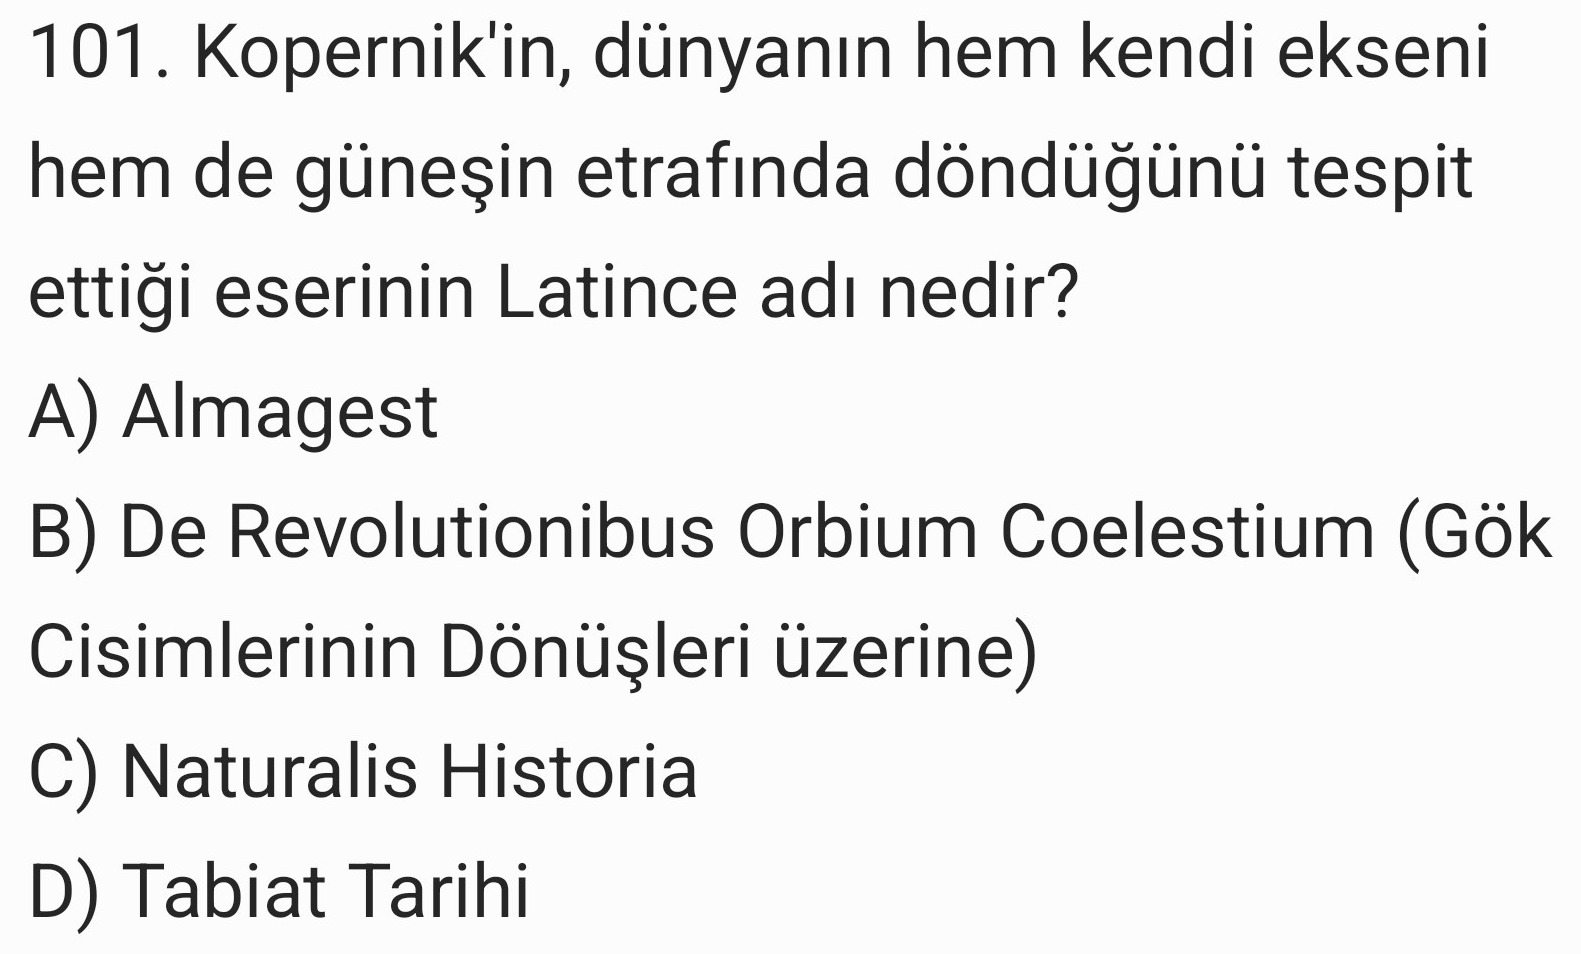 101. Kopernik'in, dünyanın hem kendi ekseni
hem de güneşin etrafında döndüğünü tespit
ettiği eserinin Latince adı nedir?
A) Almagest
B) De Revolutionibus Orbium Coelestium (Gök
Cisimlerinin Dönüşleri üzerine)
C) Naturalis Historia
D) Tabiat Tarihi